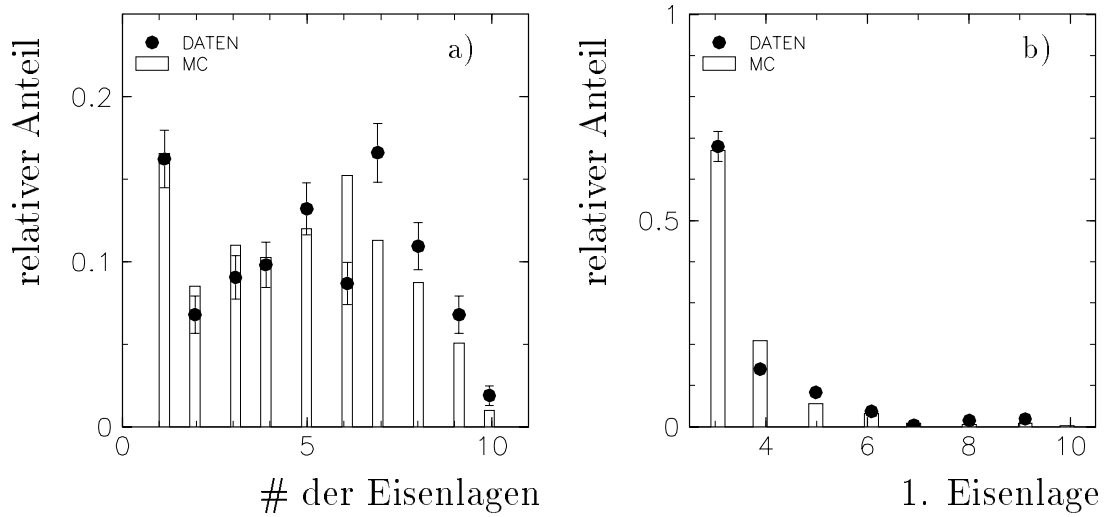 relativer Anteil
a)
DATEN
MC
0.2
0.1
0
0
5
10
# der Eisenlagen
relativer Anteil
b)
DATEN
MC
1
0.5
0
4
6
8
10
1. Eisenlage